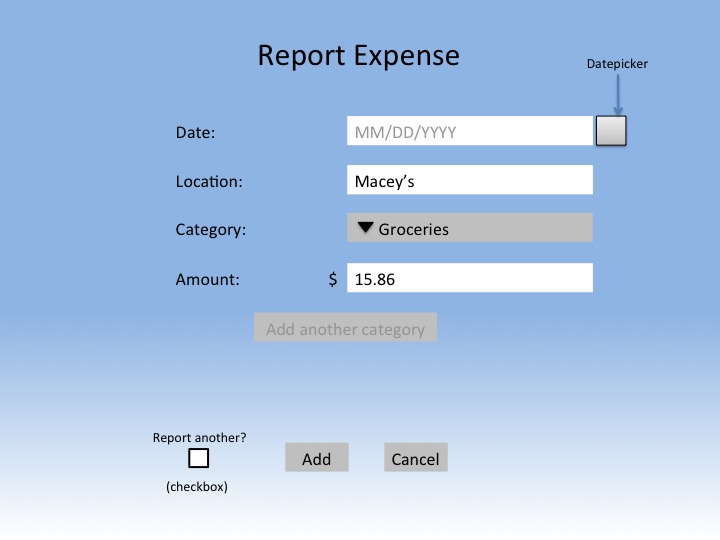 Report Expense
Datepicker
Date: MM/DD/YYYY
Location: Macey’s
Category: Groceries
Amount: $ 15.86
Add another category
Report another?
Add Cancel
(checkbox)